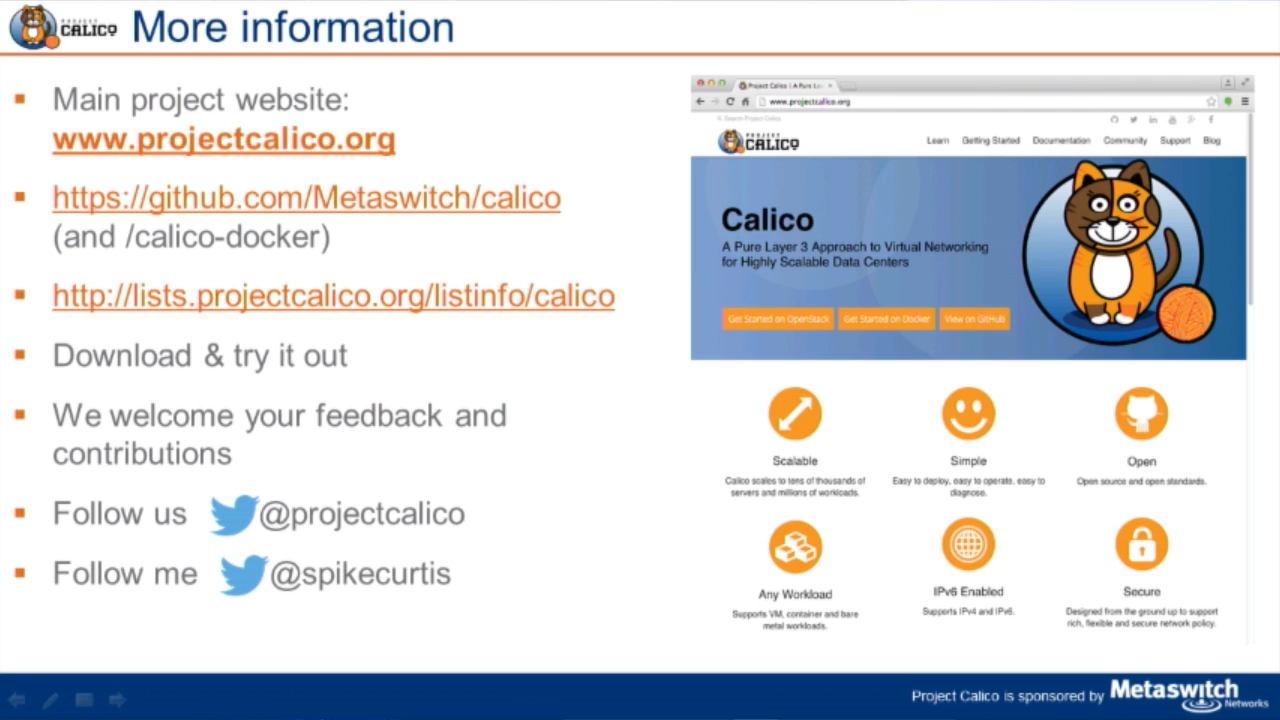 PROJECT
CALICO
More information
Main project website:
www.projectcalico.org
https://github.com/Metaswitch/calico
(and /calico-docker)
http://lists.projectcalico.org/listinfo/calico
Download & try it out
We welcome your feedback and
contributions
Follow us @projectcalico
Follow me @spikecurtis
www.projectcalico.org
Search Project Calico
PROJECT
CALICO
Learn Getting Started Documentation Community Support Blog
Calico
A Pure Layer 3 Approach to Virtual Networking
for Highly Scalable Data Centers
Get Started on OpenStack Get Started on Docker View on GitHub
Scalable
Calico scales to tens of thousands of
servers and millions of workloads.
Simple
Easy to deploy, easy to operate, easy to
diagnose.
Open
Open source and open standards.
Any Workload
Supports VM, container and bare
metal workloads.
IPv6 Enabled
Supports IPv4 and IPv6.
Secure
Designed from the ground up to support
rich, flexible and secure network policy.
Project Calico is sponsored by Metaswitch
Networks